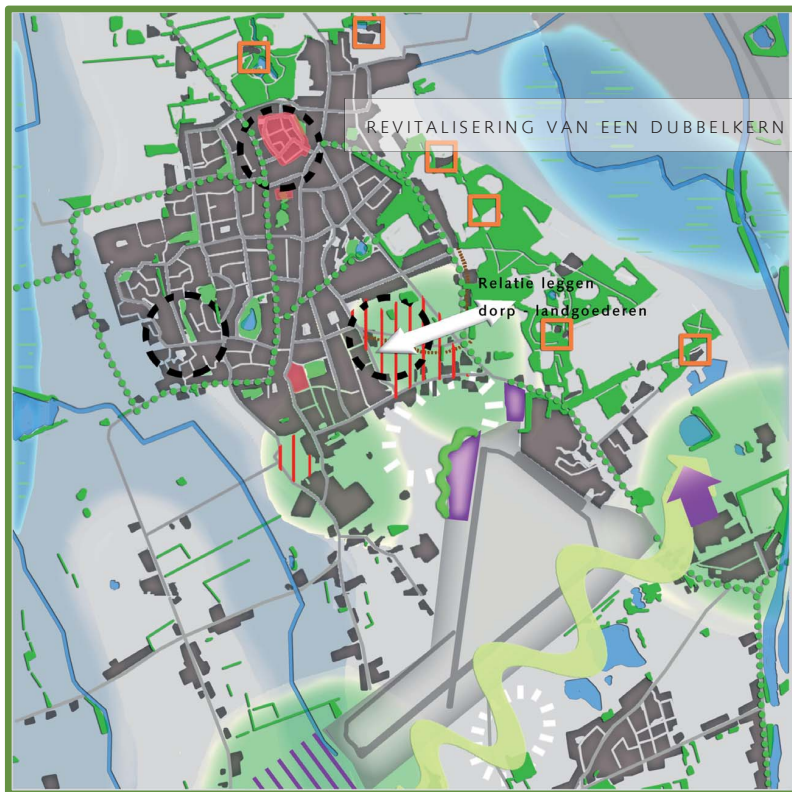 REVITALISERING VAN EEN DUBBELKERN
Relatie leggen
dorp - landgoederen